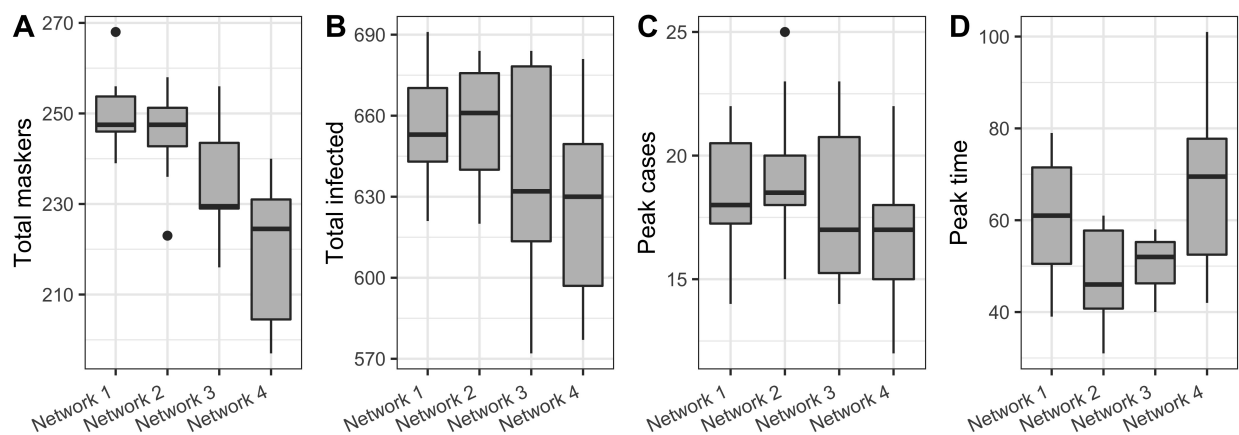 A
Total maskers
270
250
230
210
Network 1
Network 2
Network 3
Network 4
B
Total infected
690
660
630
600
570
Network 1
Network 2
Network 3
Network 4
C
Peak cases
25
20
15
Network 1
Network 2
Network 3
Network 4
D
Peak time
100
80
60
40
Network 1
Network 2
Network 3
Network 4